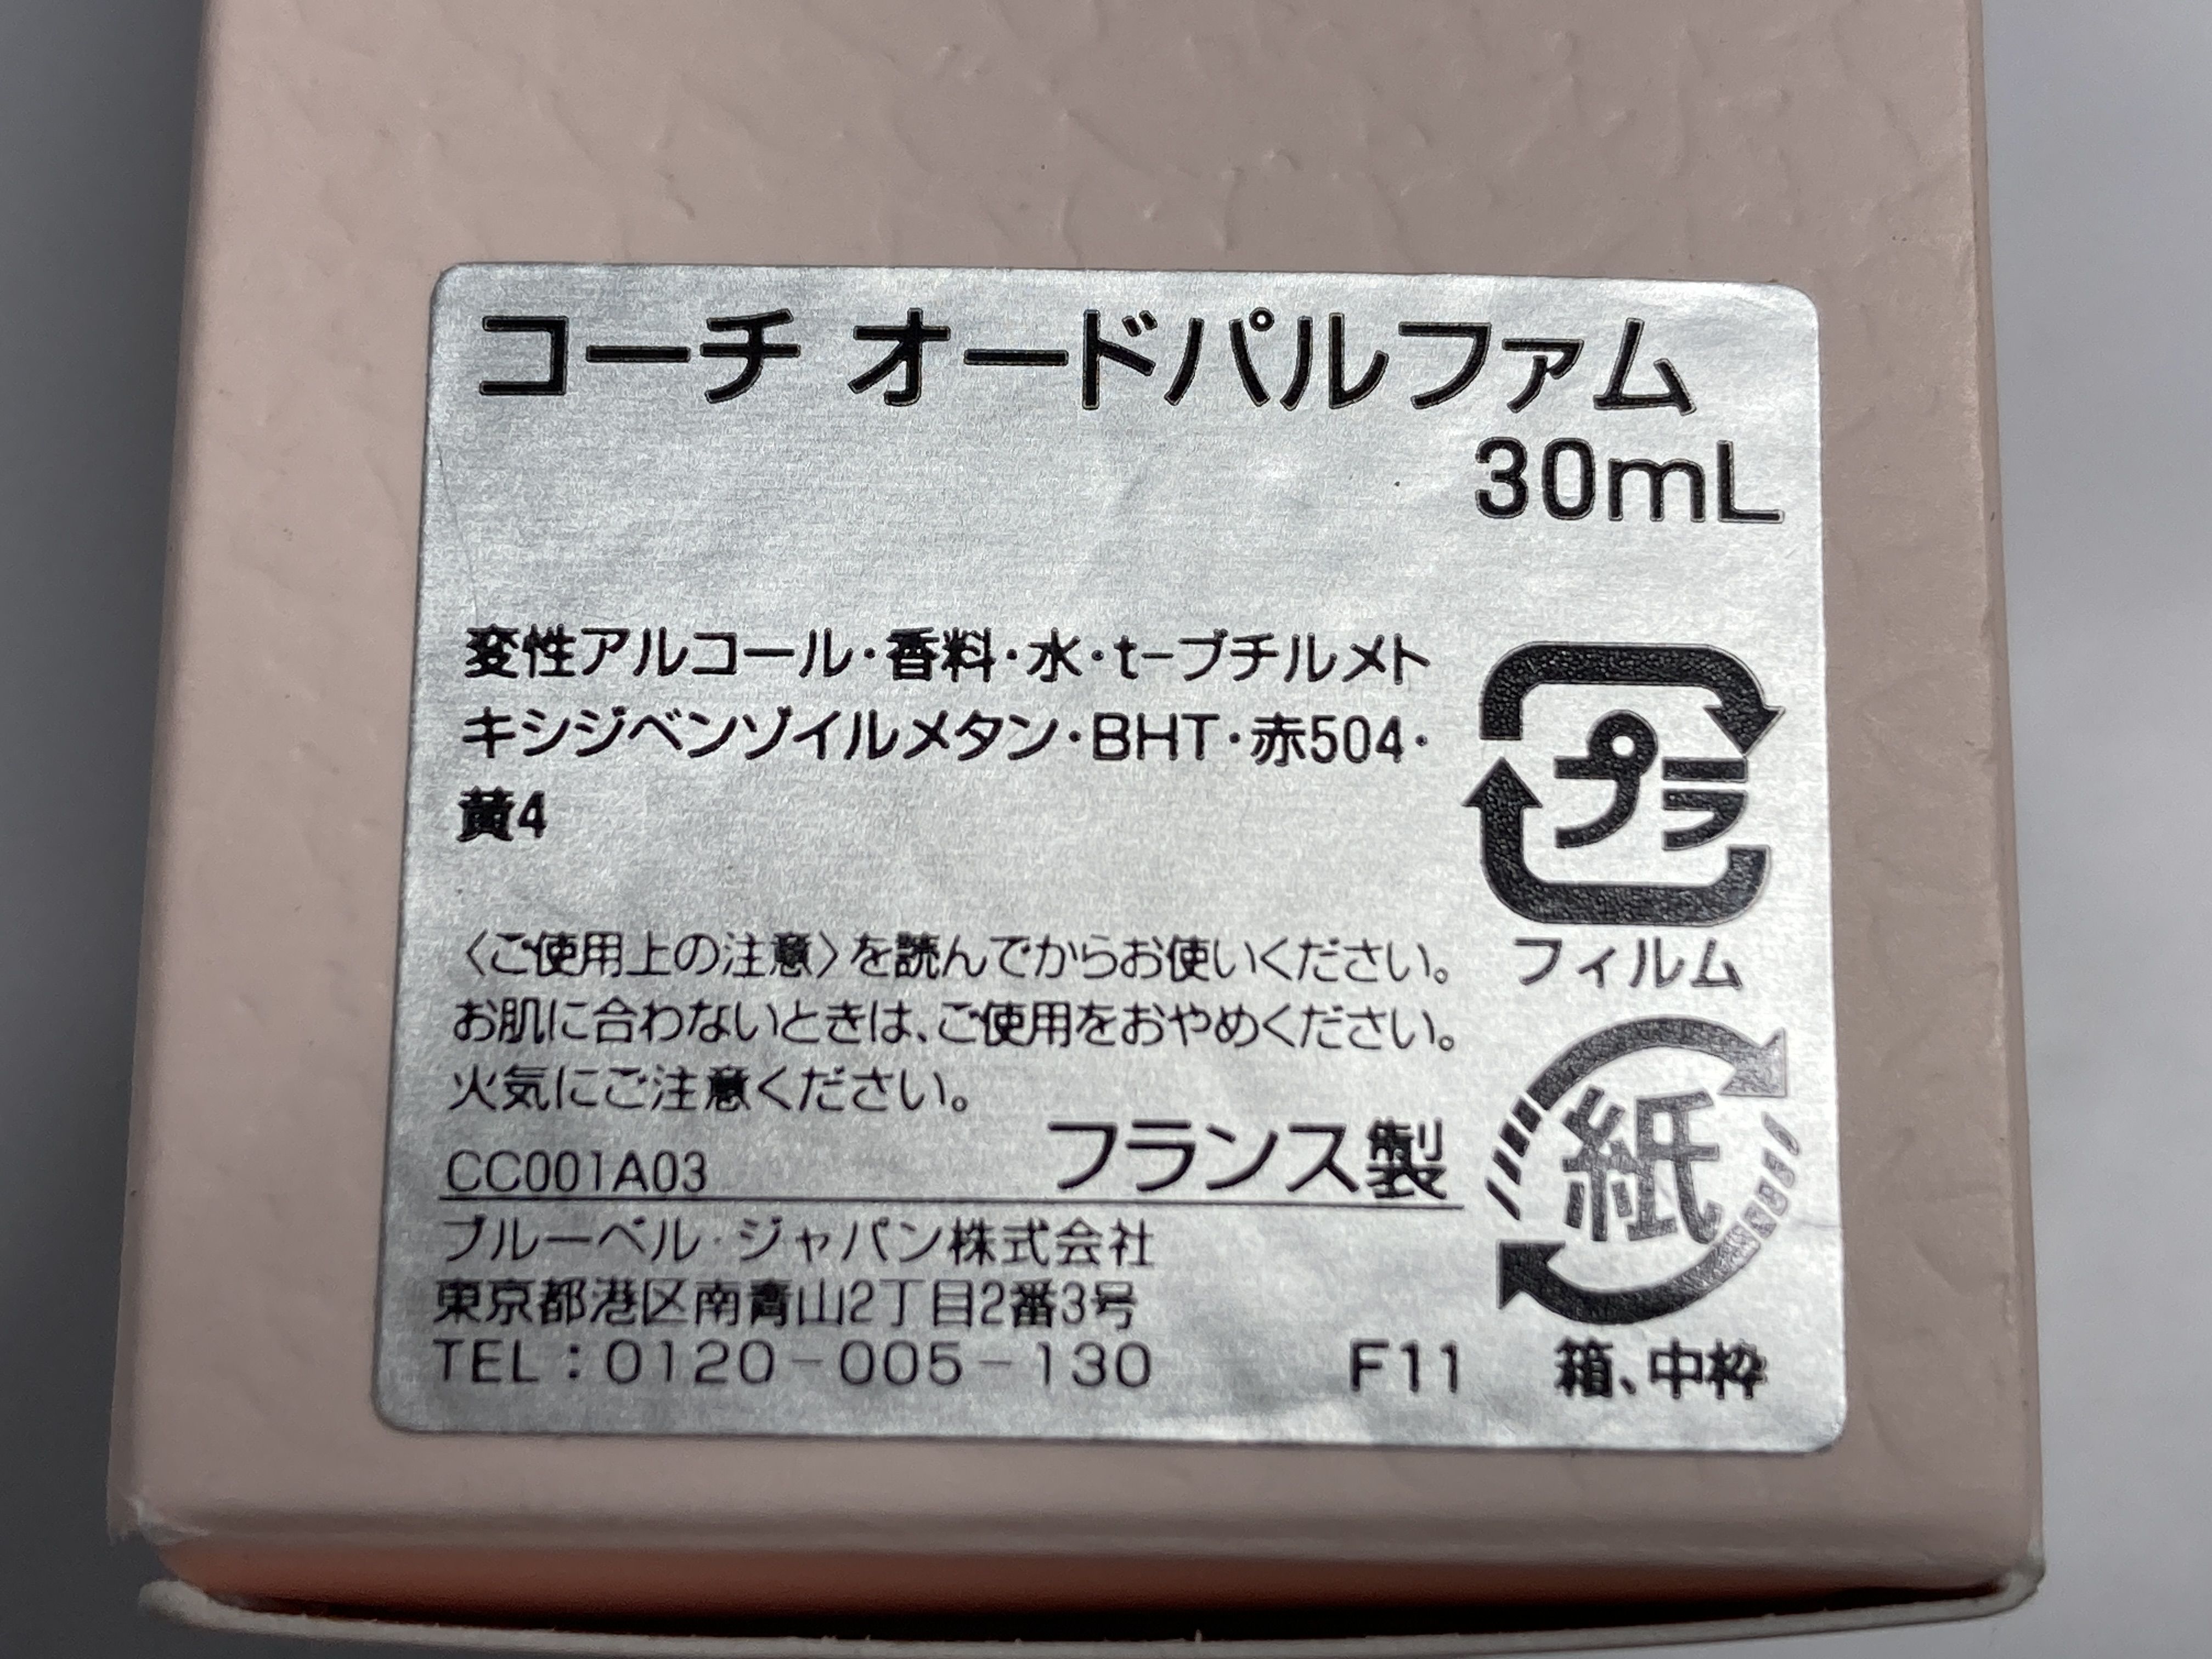 コーチ オードパルファム
30mL
変性アルコール・香料・水・t-ブチルメト
キシジベンゾイルメタン・BHT・赤504・
黄4
〈ご使用上の注意〉を読んでからお使いください。
お肌に合わないときは、ご使用をおやめください。
火気にご注意ください。
CC001A03 フランス製
ブルーベル・ジャパン株式会社
東京都港区南青山2丁目2番3号
TEL：0120-005-130 F11
プラ
フィルム
紙
箱、中枠